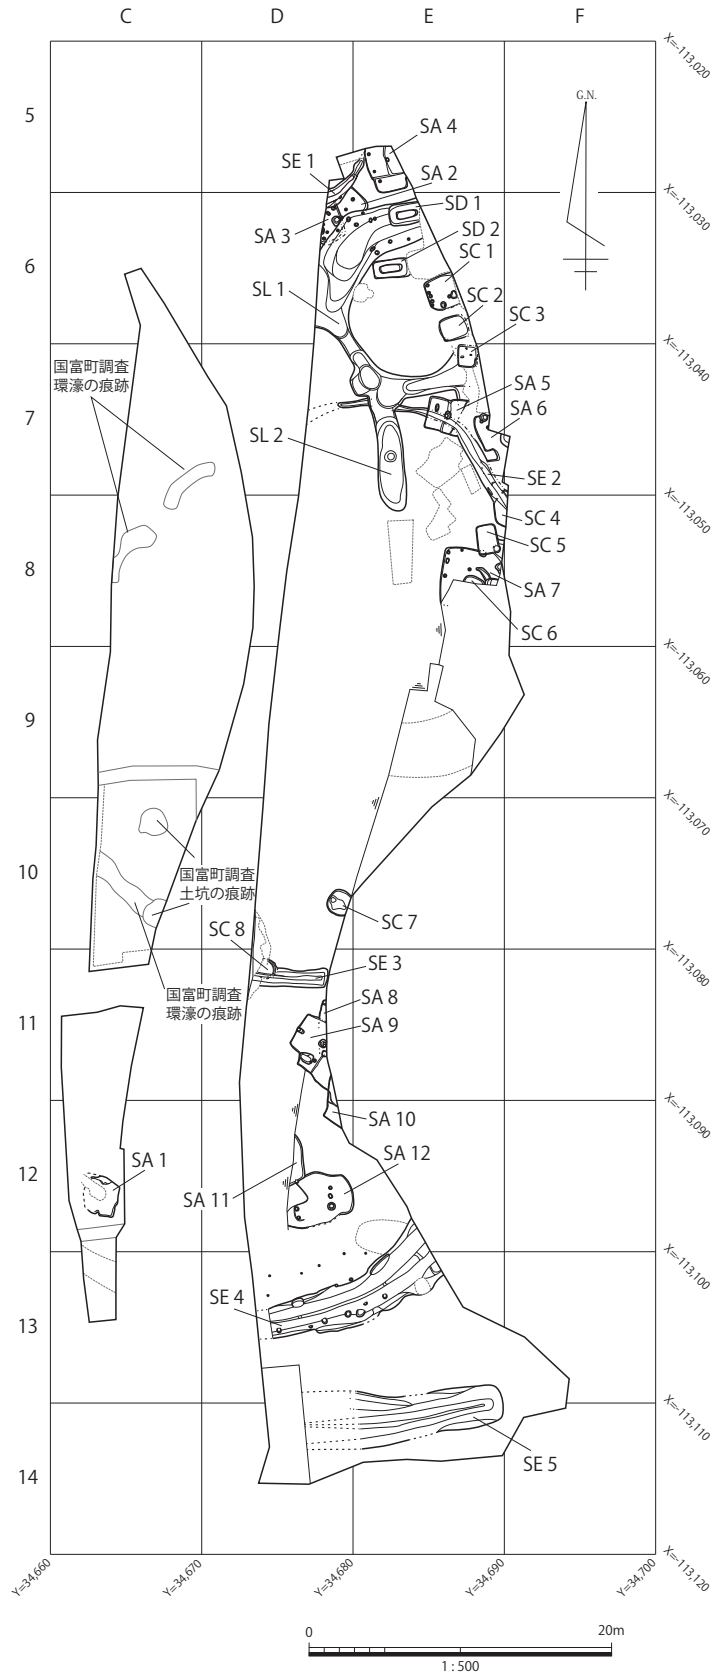 C D E F
X=-113,020
5
G.N.
SA 4
SE 1
SA 2
X=-113,030
SD 1
SA 3
SD 2
SC 1
6
SL 1
SC 2
SC 3
X=-113,040
国富町調査
環濠の痕跡
SA 5
SA 6
7
SL 2
SE 2
X=-113,050
SC 4
SC 5
8
SA 7
SC 6
X=-113,060
9
X=-113,070
10
国富町調査
土坑の痕跡
SC 7
SC 8
X=-113,080
SE 3
国富町調査
環濠の痕跡
SA 8
11
SA 9
X=-113,090
SA 10
SA 1
SA 12
12
SA 11
X=-113,100
SE 4
13
X=-113,110
SE 5
14
X=-113,120
Y=34,660 Y=34,670 Y=34,680 Y=34,690 Y=34,700
0 20m
1 : 500